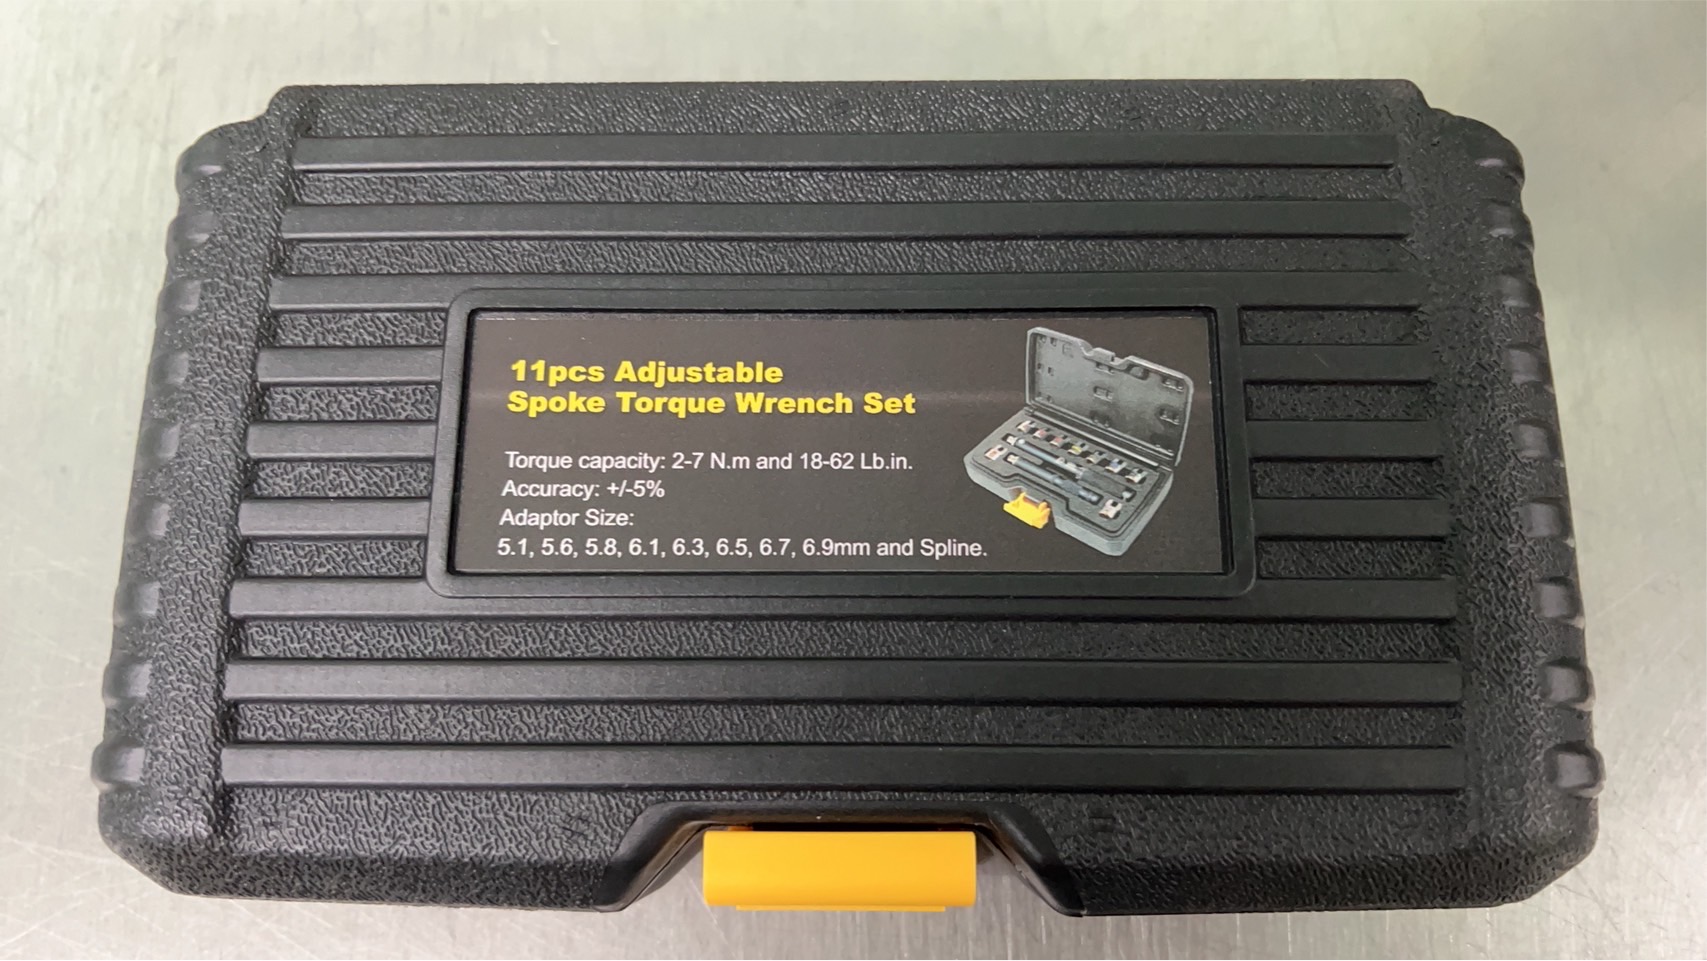 11pcs Adjustable
Spoke Torque Wrench Set
Torque capacity: 2-7 N.m and 18-62 Lb.in.
Accuracy: +/-5%
Adaptor Size:
5.1, 5.6, 5.8, 6.1, 6.3, 6.5, 6.7, 6.9mm and Spline.